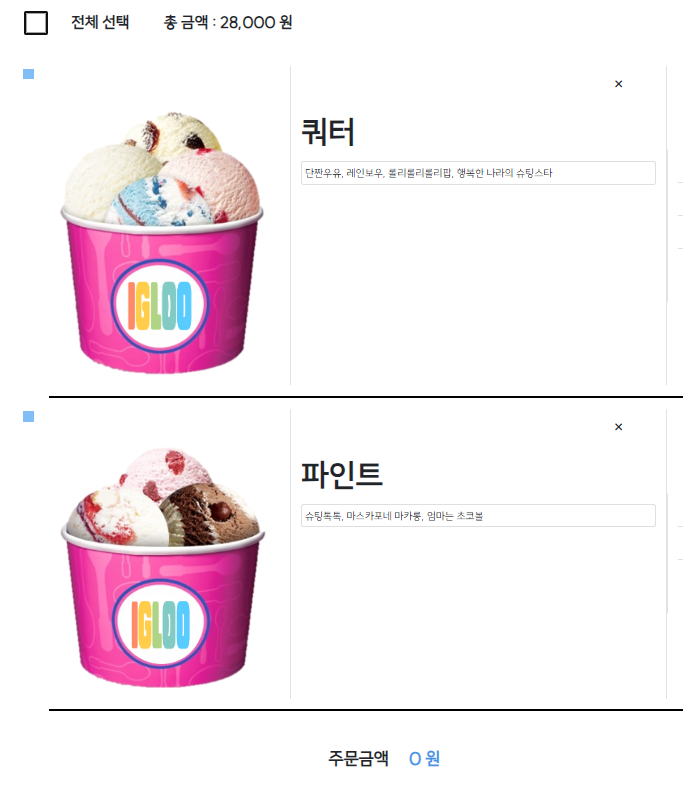 전체 선택 총 금액 : 28,000 원
×
쿼터
단짠우유, 레인보우, 롤리롤리롤리팝, 행복한 나라의 슈팅스타
IGLOO
×
파인트
슈팅톡톡, 마스카포네 마카롱, 엄마는 초코볼
IGLOO
주문금액 0 원